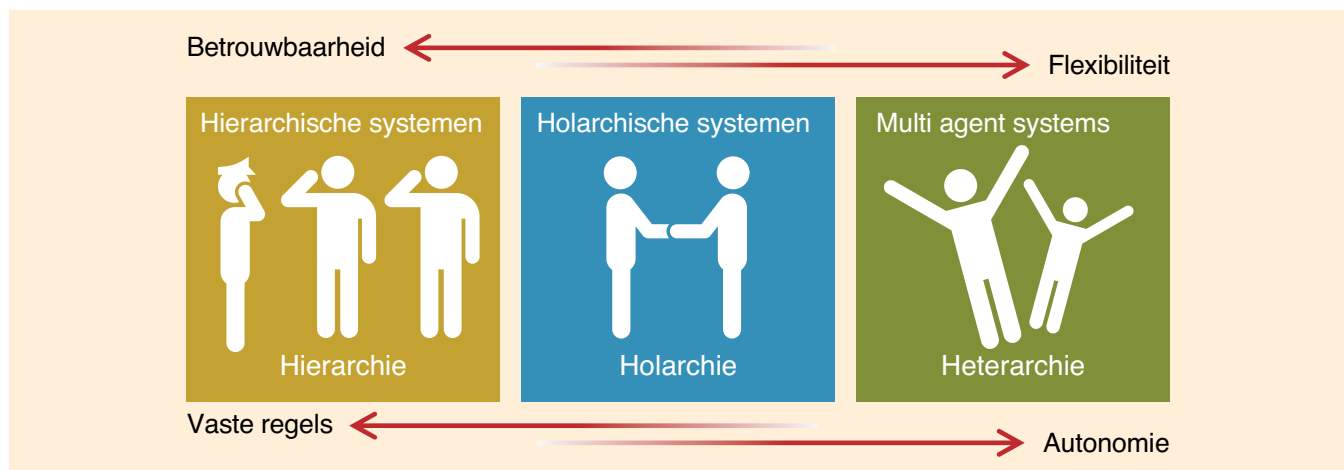 Betrouwbaarheid
Flexibiliteit
Hierarchische systemen
Holarchische systemen
Multi agent systems
Hierarchie
Holarchie
Heterarchie
Vaste regels
Autonomie